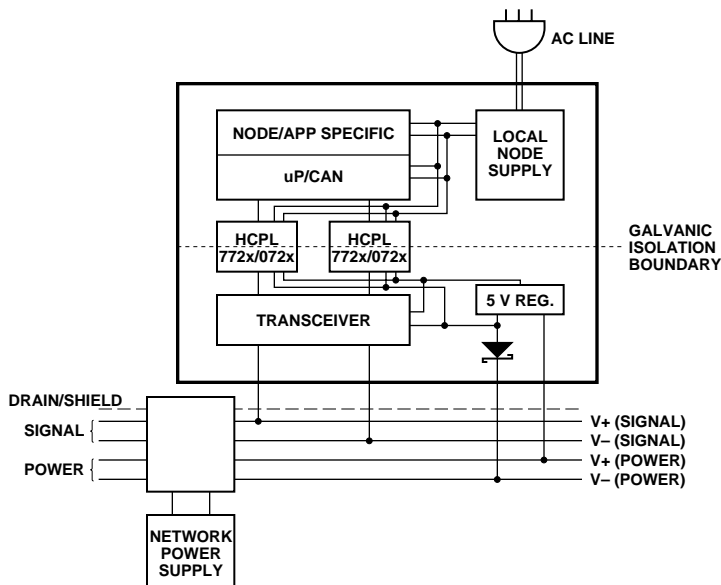 AC LINE
NODE/APP SPECIFIC
uP/CAN
LOCAL
NODE
SUPPLY
HCPL
772x/072x
HCPL
772x/072x
GALVANIC
ISOLATION
BOUNDARY
5 V REG.
TRANSCEIVER
DRAIN/SHIELD
SIGNAL
POWER
V+ (SIGNAL)
V– (SIGNAL)
V+ (POWER)
V– (POWER)
NETWORK
POWER
SUPPLY